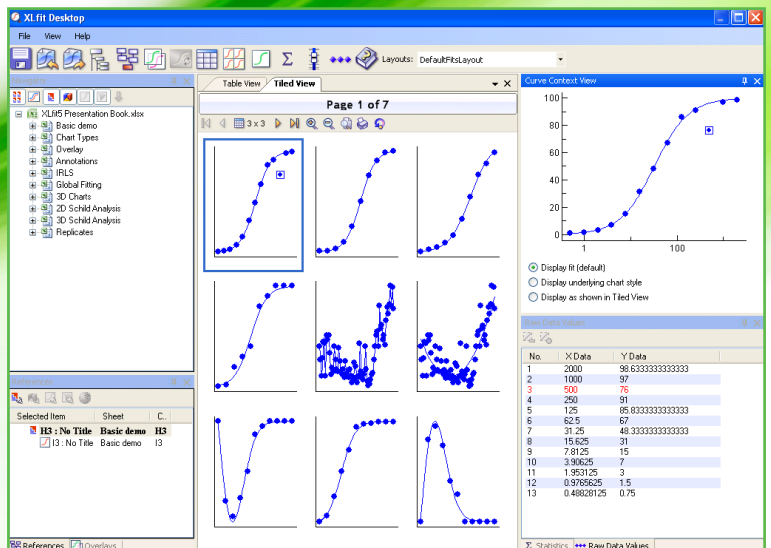 XLfit Desktop
File View Help
Layouts: DefaultFitsLayout
Navigator
XLfit5 Presentation Book.xlsx
Basic demo
Chart Types
Overlay
Annotations
IRLS
Global Fitting
3D Charts
2D Schild Analysis
3D Schild Analysis
Replicates
References
Selected Item Sheet C..
H3 : No Title Basic demo H3
I3 : No Title Basic demo I3
References Overlays
Table View Tiled View
Page 1 of 7
3 x 3
Curve Context View
100
80
60
40
20
0
1 100
Display fit (default)
Display underlying chart style
Display as shown in Tiled View
Raw Data Values
No. X Data Y Data
1 2000 98.6333333333333
2 1000 97
3 500 76
4 250 91
5 125 85.8333333333333
6 62.5 67
7 31.25 48.3333333333333
8 15.625 31
9 7.8125 15
10 3.90625 7
11 1.953125 3
12 0.9765625 1.5
13 0.48828125 0.75
Σ Statistics Raw Data Values